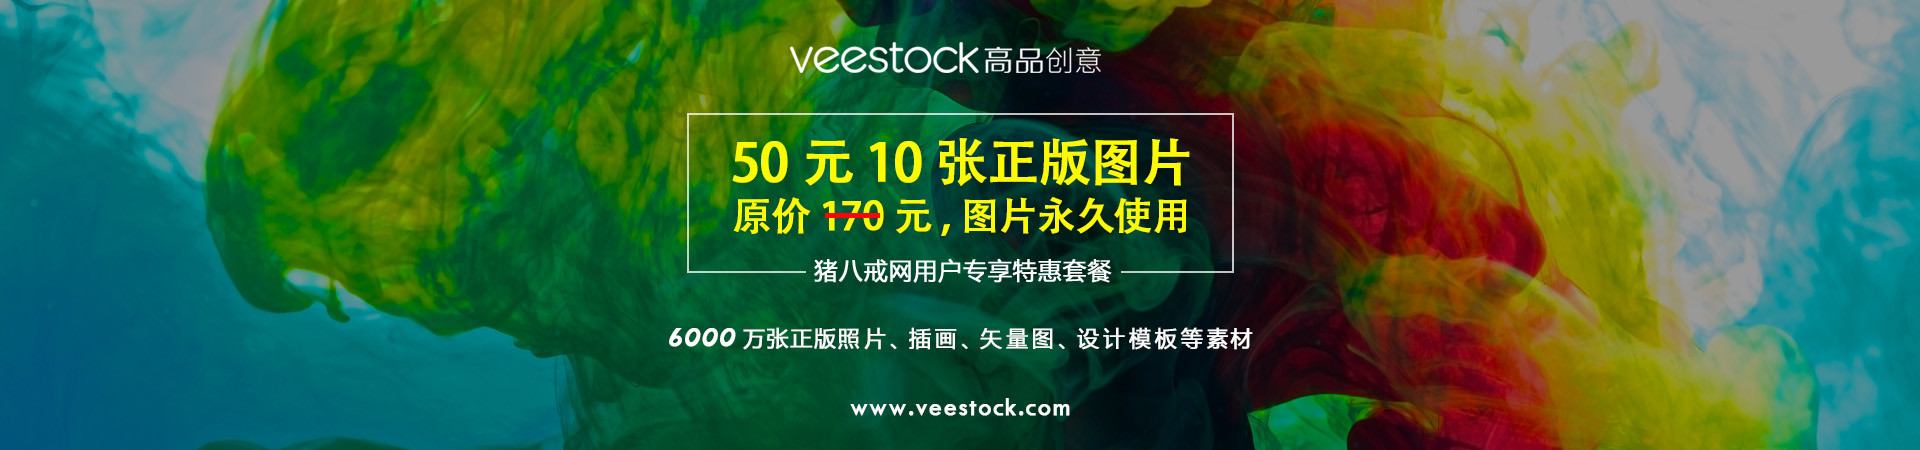 veestock高品创意
50 元 10 张正版图片
原价 170 元，图片永久使用
猪八戒网用户专享特惠套餐
6000 万张正版照片、插画、矢量图、设计模板等素材
www.veestock.com